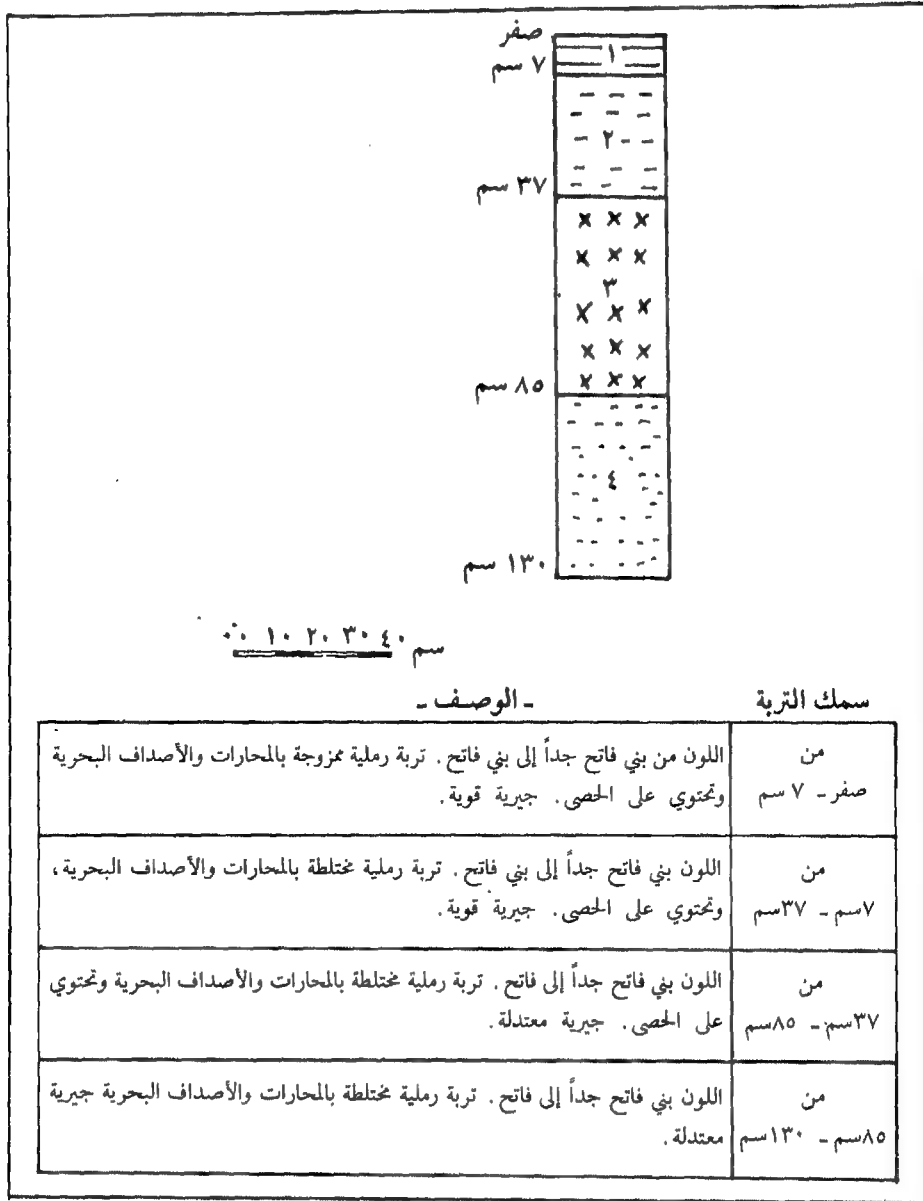 صفر
٧ سم
١
٢
٣٧ سم
٣
٨٥ سم
٤
١٣٠ سم
٠ ١٠ ٢٠ ٣٠ ٤٠ سم
سمك التربة
- الوصف -
من
صفر - ٧ سم
اللون من بني فاتح جداً إلى بني فاتح . تربة رملية ممزوجة بالمحارات والأصداف البحرية
وتحتوي على الحصى . جيرية قوية .
من
٧سم - ٣٧سم
اللون بني فاتح جداً إلى بني فاتح . تربة رملية مختلطة بالمحارات والأصداف البحرية ،
وتحتوي على الحصى . جيرية قوية .
من
٣٧سم - ٨٥سم
اللون بني فاتح جداً إلى فاتح . تربة رملية مختلطة بالمحارات والأصداف البحرية وتحتوي
على الحصى . جيرية معتدلة .
من
٨٥سم - ١٣٠سم
اللون بني فاتح جداً إلى فاتح . تربة رملية مختلطة بالمحارات والأصداف البحرية جيرية
معتدلة .